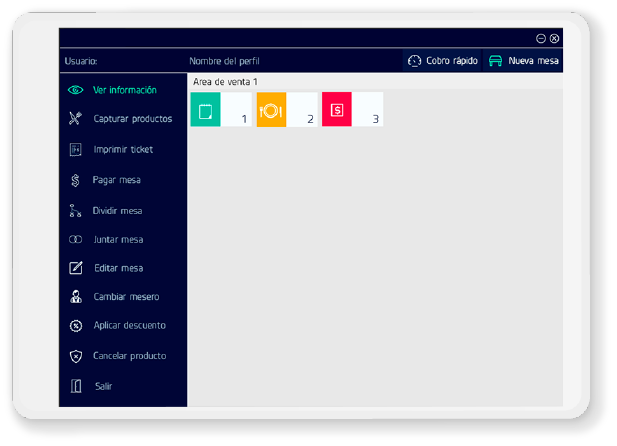 Usuario:
Nombre del perfil
Cobro rápido
Nueva mesa
Area de venta 1
1
2
3
Ver información
Capturar productos
Imprimir ticket
Pagar mesa
Dividir mesa
Juntar mesa
Editar mesa
Cambiar mesero
Aplicar descuento
Cancelar producto
Salir